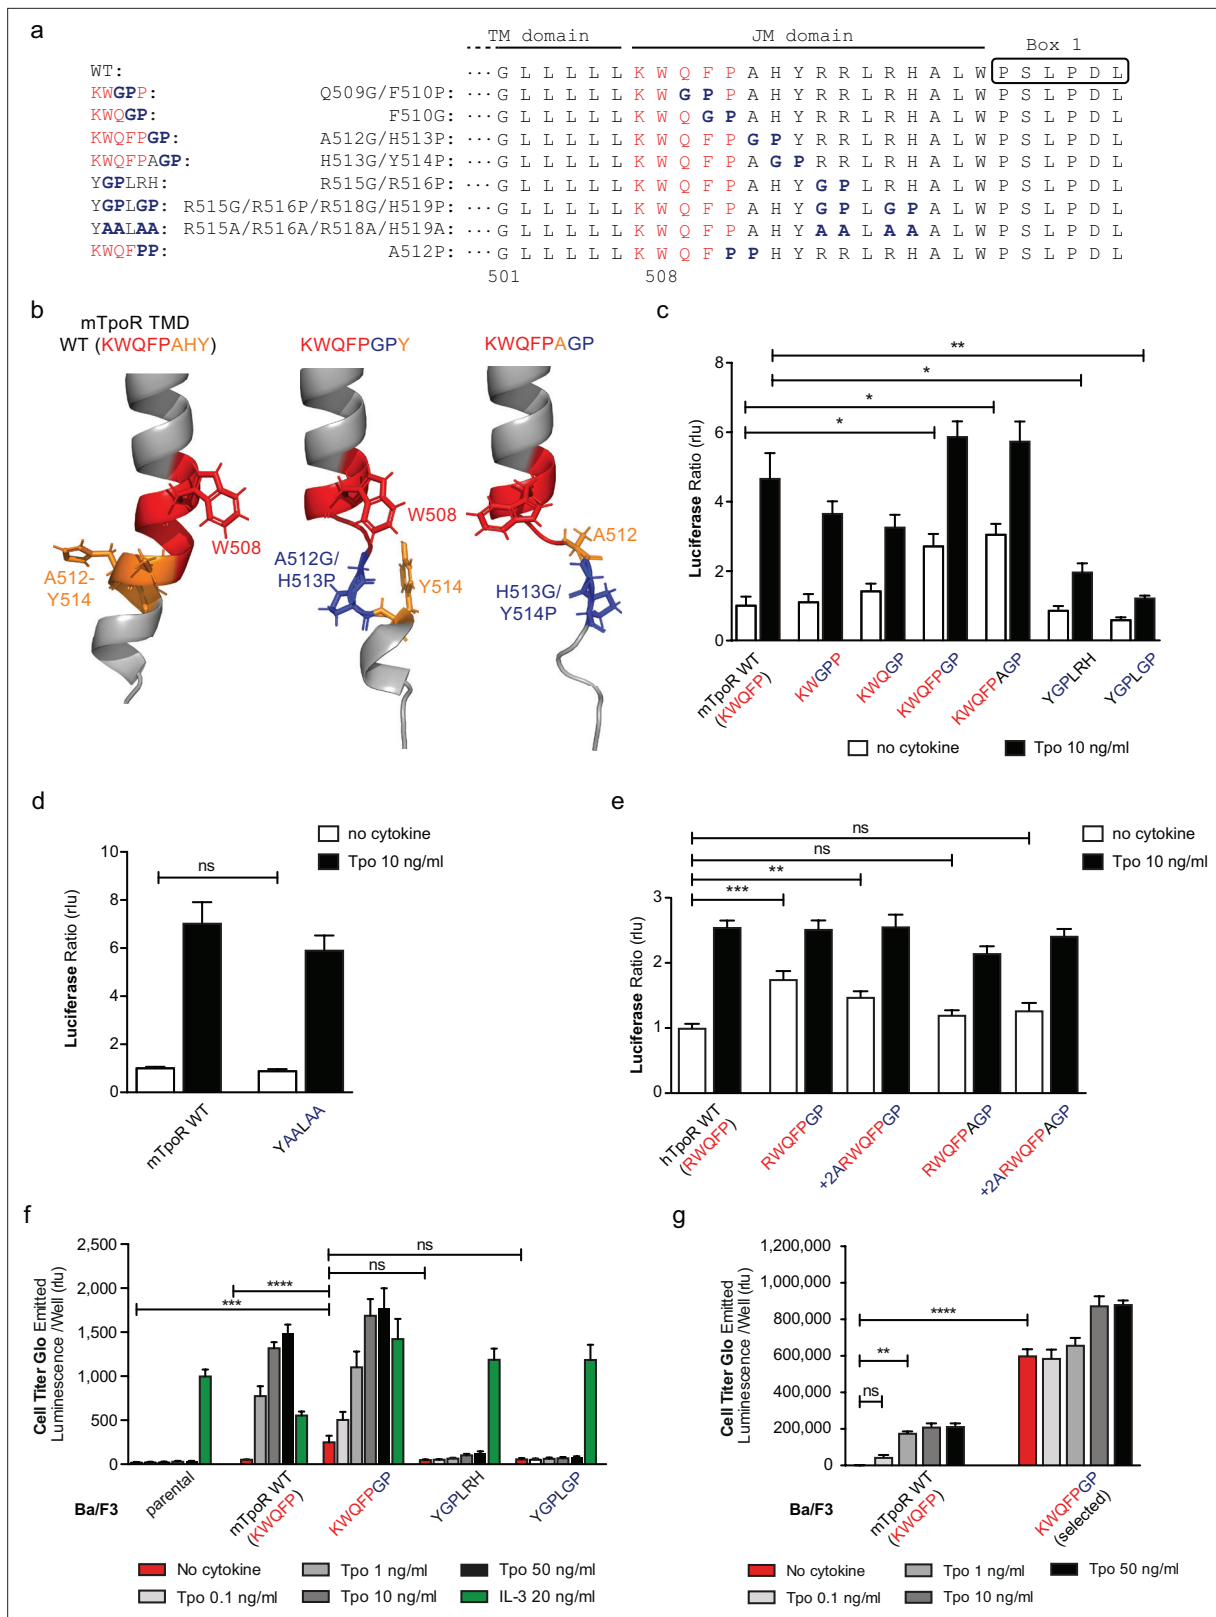 a
TM domain JM domain Box 1
WT: ··· G L L L L L K W Q F P A H Y R R L R H A L W P S L P D L
KWGPP: Q509G/F510P: ··· G L L L L L K W G P P A H Y R R L R H A L W P S L P D L
KWQGP: F510G: ··· G L L L L L K W Q G P A H Y R R L R H A L W P S L P D L
KWQFPGP: A512G/H513P: ··· G L L L L L K W Q F P G P Y R R L R H A L W P S L P D L
KWQFPAGP: H513G/Y514P: ··· G L L L L L K W Q F P A G P R R L R H A L W P S L P D L
YGPLRH: R515G/R516P: ··· G L L L L L K W Q F P A H Y G P L R H A L W P S L P D L
YGPLGP: R515G/R516P/R518G/H519P: ··· G L L L L L K W Q F P A H Y G P L G P A L W P S L P D L
YAALAA: R515A/R516A/R518A/H519A: ··· G L L L L L K W Q F P A H Y A A L A A A L W P S L P D L
KWQFPP: A512P: ··· G L L L L L K W Q F P P H Y R R L R H A L W P S L P D L
501 508
b
mTpoR TMD
WT (KWQFPAHY) KWQFPGPY KWQFPAGP
W508
A512-
Y514
W508
A512G/
H513P
Y514
A512
H513G/
Y514P
c
**
*
*
*
Luciferase Ratio (rlu)
8
6
4
2
0
mTpoR WT
(KWQFP)
KWGPP
KWQGP
KWQFPGP
KWQFPAGP
YGPLRH
YGPLGP
no cytokine Tpo 10 ng/ml
d
no cytokine
Tpo 10 ng/ml
ns
Luciferase Ratio (rlu)
10
8
6
4
2
0
mTpoR WT
YAALAA
e
no cytokine
Tpo 10 ng/ml
ns
ns
**
***
Luciferase Ratio (rlu)
3
2
1
0
hTpoR WT
(RWQFP)
RWQFPGP
+2ARWQFPGP
RWQFPAGP
+2ARWQFPAGP
f
ns
ns
****
***
Cell Titer Glo Emitted
Luminescence /Well (rlu)
2,500
2,000
1,500
1,000
500
0
Ba/F3
parental
mTpoR WT
(KWQFP)
KWQFPGP
YGPLRH
YGPLGP
No cytokine Tpo 1 ng/ml Tpo 50 ng/ml
Tpo 0.1 ng/ml Tpo 10 ng/ml IL-3 20 ng/ml
g
****
**
ns
Cell Titer Glo Emitted
Luminescence/Well (rlu)
1,200,000
1,000,000
800,000
600,000
400,000
200,000
0
Ba/F3
mTpoR WT
(KWQFP)
KWQFPGP
(selected)
No cytokine Tpo 1 ng/ml Tpo 50 ng/ml
Tpo 0.1 ng/ml Tpo 10 ng/ml